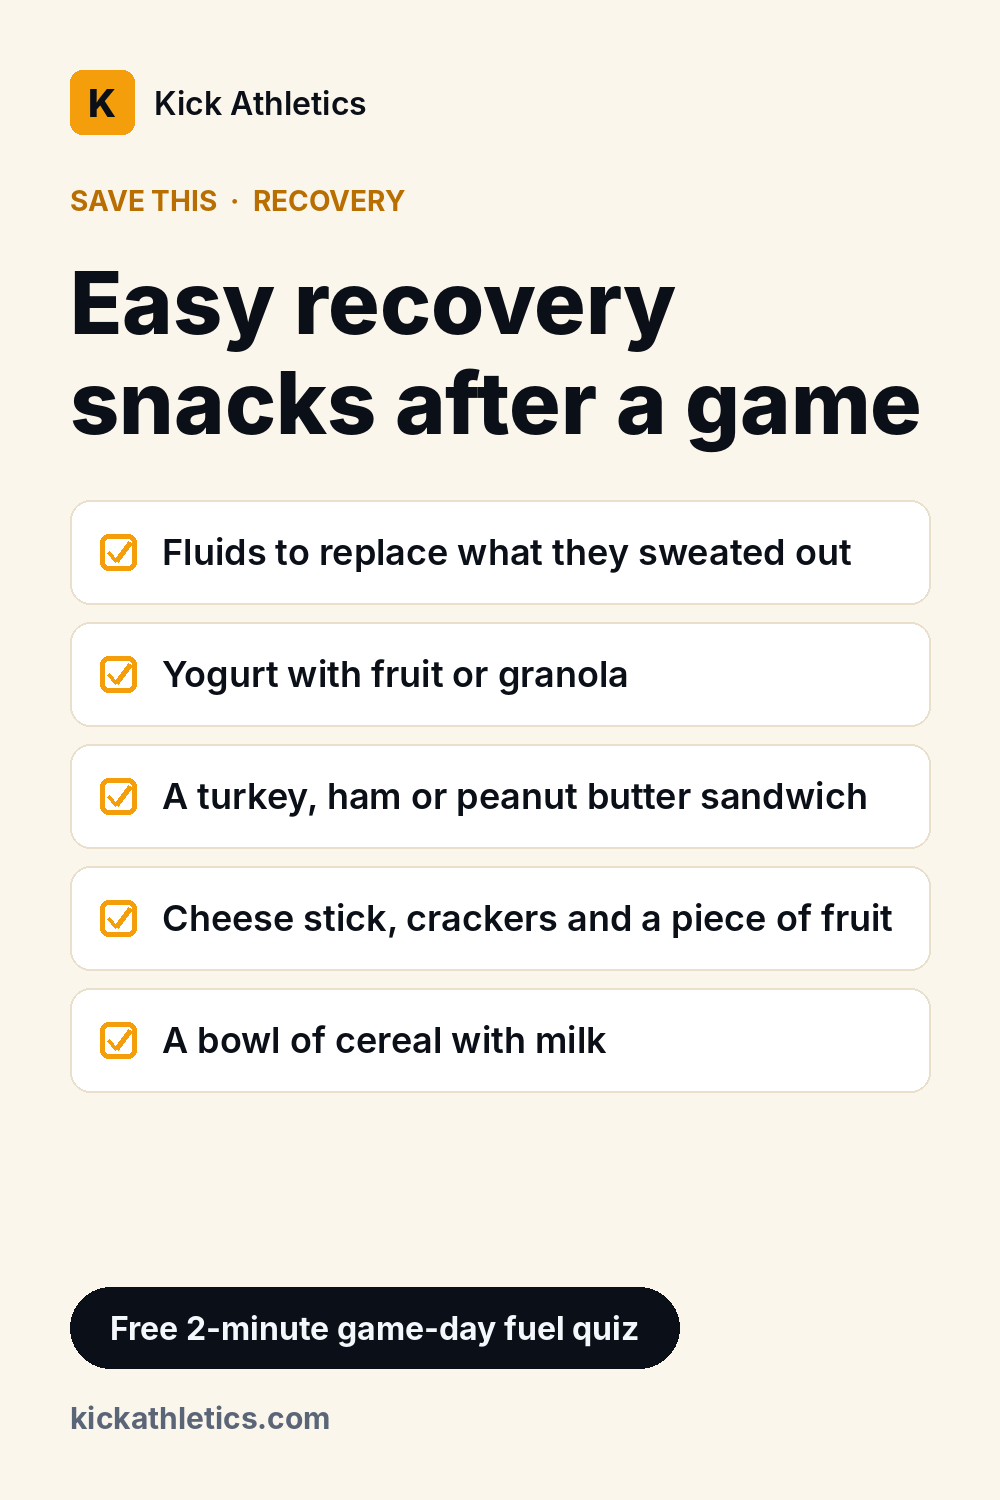 K
Kick Athletics
SAVE THIS · RECOVERY
Easy recovery
snacks after a game
Fluids to replace what they sweated out
Yogurt with fruit or granola
A turkey, ham or peanut butter sandwich
Cheese stick, crackers and a piece of fruit
A bowl of cereal with milk
Free 2-minute game-day fuel quiz
kickathletics.com